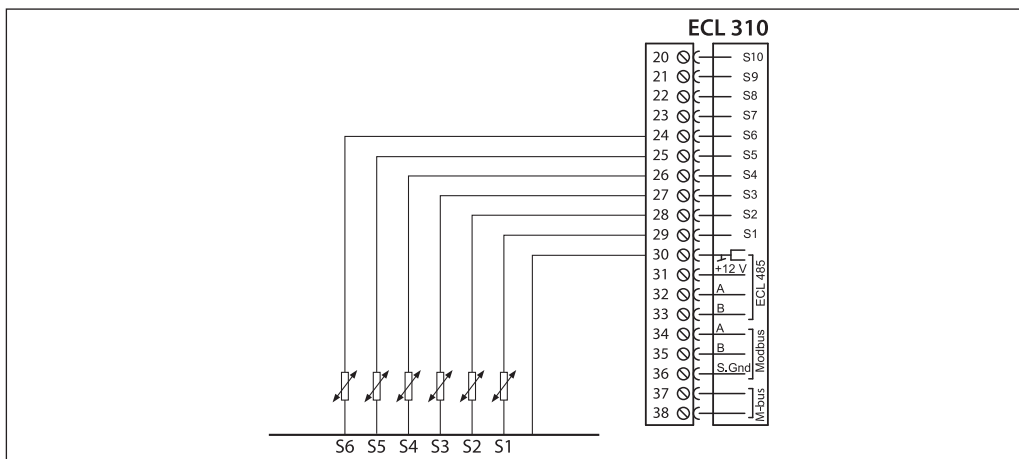 ECL 310
20 S10
21 S9
22 S8
23 S7
24 S6
25 S5
26 S4
27 S3
28 S2
29 S1
30
31 +12 V
32 A
33 B
ECL 485
34 A
35 B
36 S.Gnd
Modbus
37
38
M-bus
S6 S5 S4 S3 S2 S1